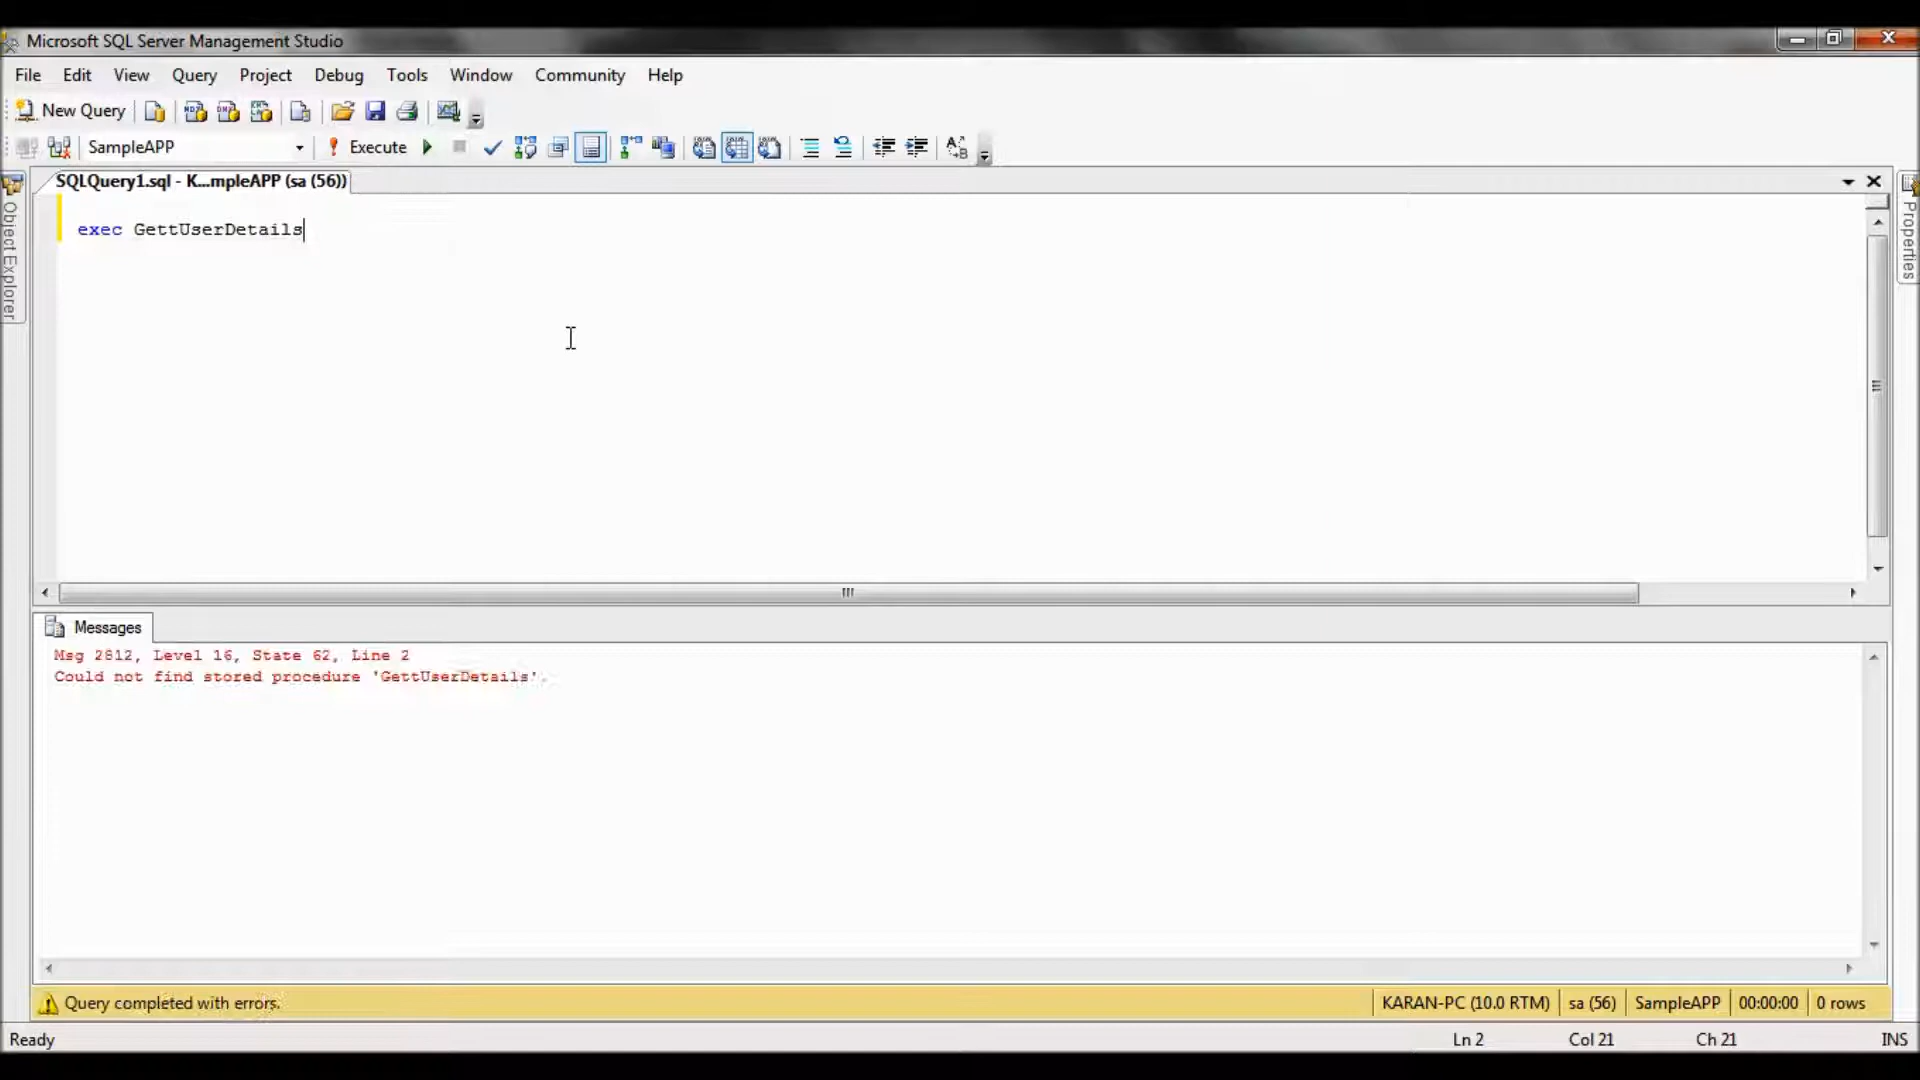 Microsoft SQL Server Management Studio
File Edit View Query Project Debug Tools Window Community Help
New Query
SampleAPP Execute
SQLQuery1.sql - K...mpleAPP (sa (56))
Object Explorer
Properties
exec GettUserDetails
Messages
Msg 2812, Level 16, State 62, Line 2
Could not find stored procedure 'GettUserDetails'.
Query completed with errors.
KARAN-PC (10.0 RTM) sa (56) SampleAPP 00:00:00 0 rows
Ready Ln 2 Col 21 Ch 21 INS